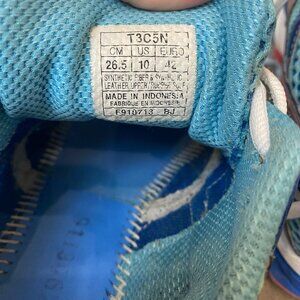 T3C5N
CM US EURO
26.5 10 42
SYNTHETIC FIBER &
LEATHER UPPER
MADE IN INDONESIA
FABRIQUE EN INDONESIE
F910713 BJ